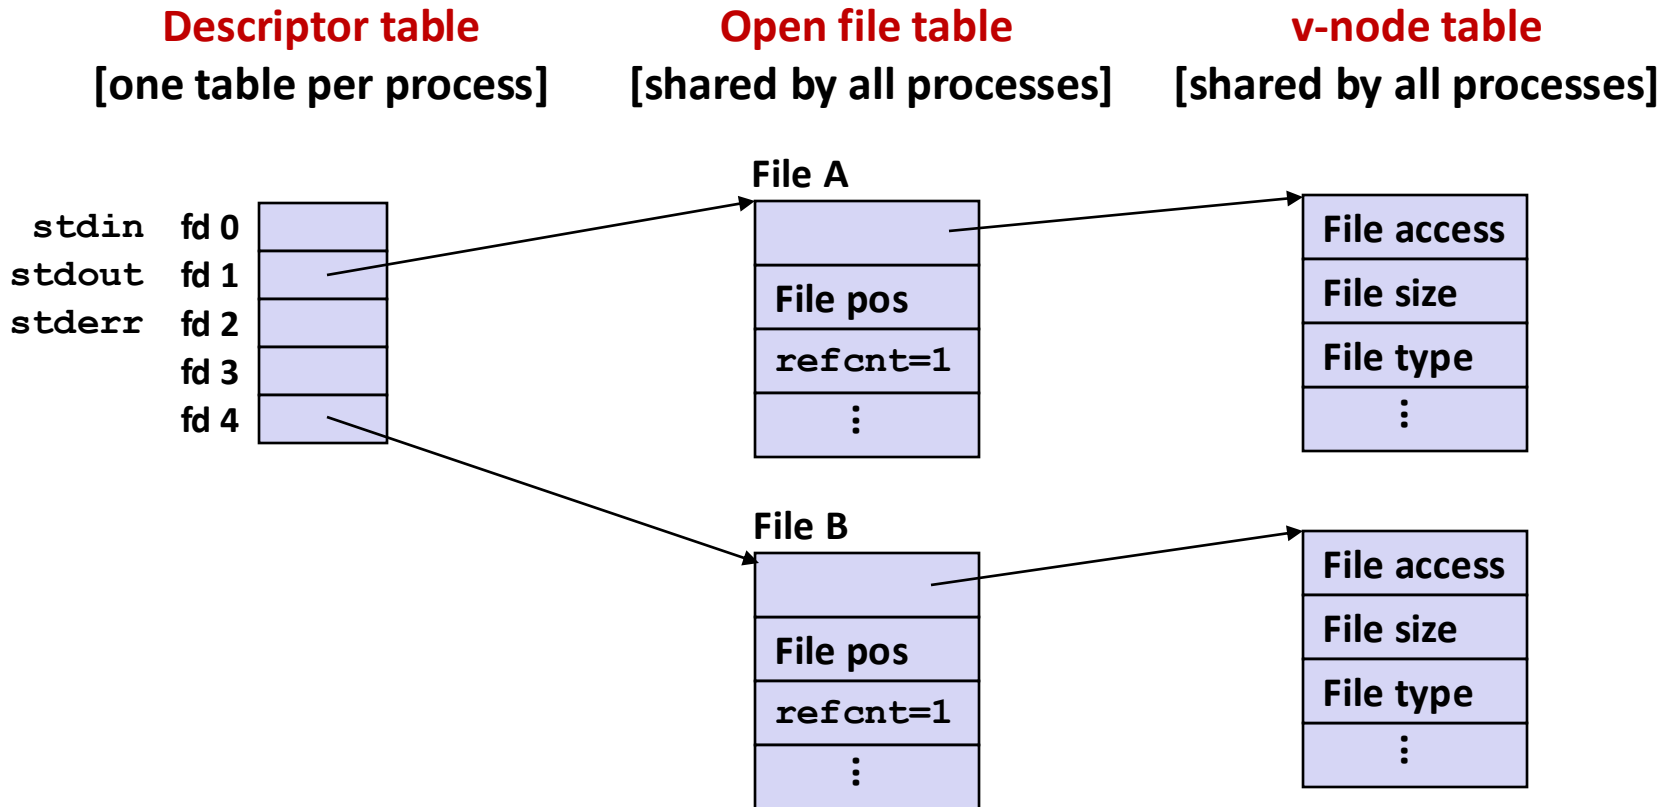 Descriptor table
[one table per process]
Open file table
[shared by all processes]
v-node table
[shared by all processes]
stdin fd 0
stdout fd 1
stderr fd 2
fd 3
fd 4
File A
File pos
refcnt=1
⋮
File access
File size
File type
⋮
File B
File pos
refcnt=1
⋮
File access
File size
File type
⋮